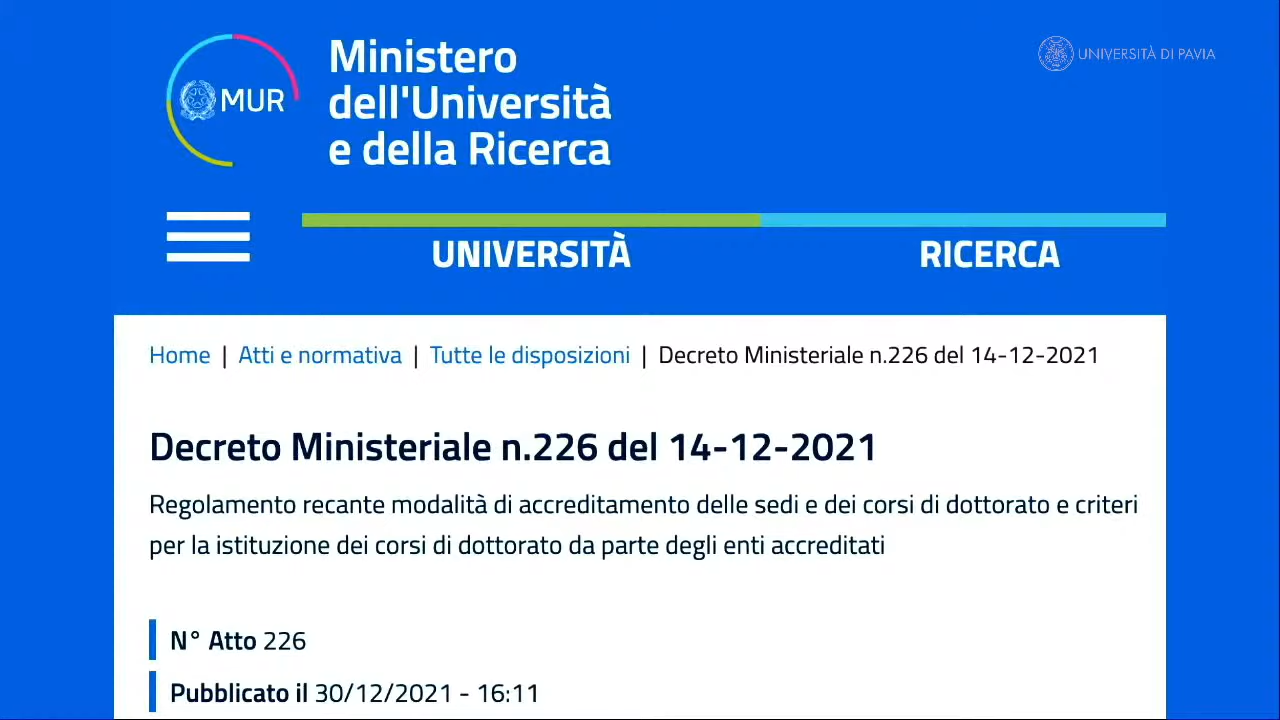 MUR
Ministero
dell'Università
e della Ricerca
UNIVERSITÀ DI PAVIA
UNIVERSITÀ
RICERCA
Home | Atti e normativa | Tutte le disposizioni | Decreto Ministeriale n.226 del 14-12-2021
Decreto Ministeriale n.226 del 14-12-2021
Regolamento recante modalità di accreditamento delle sedi e dei corsi di dottorato e criteri
per la istituzione dei corsi di dottorato da parte degli enti accreditati
N° Atto 226
Pubblicato il 30/12/2021 - 16:11